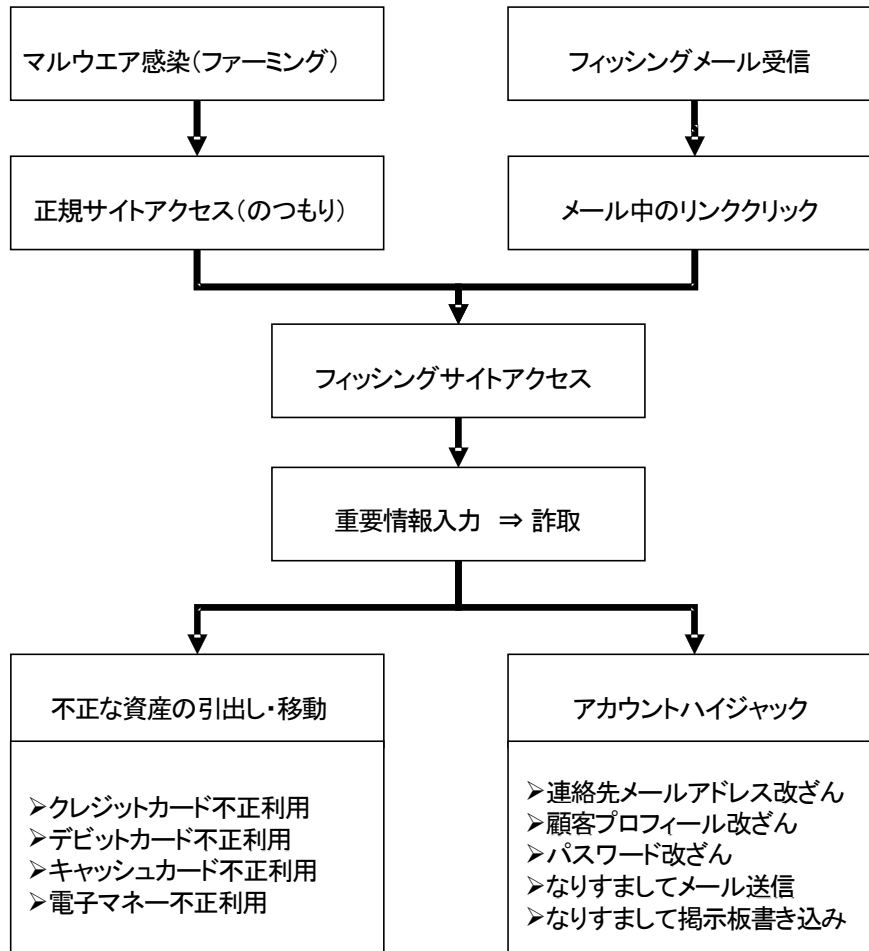 マルウエア感染(ファーミング)
フィッシングメール受信
正規サイトアクセス(のつもり)
メール中のリンククリック
フィッシングサイトアクセス
重要情報入力 ⇒ 詐取
不正な資産の引出し・移動
➢クレジットカード不正利用
➢デビットカード不正利用
➢キャッシュカード不正利用
➢電子マネー不正利用
アカウントハイジャック
➢連絡先メールアドレス改ざん
➢顧客プロフィール改ざん
➢パスワード改ざん
➢なりすましてメール送信
➢なりすまして掲示板書き込み